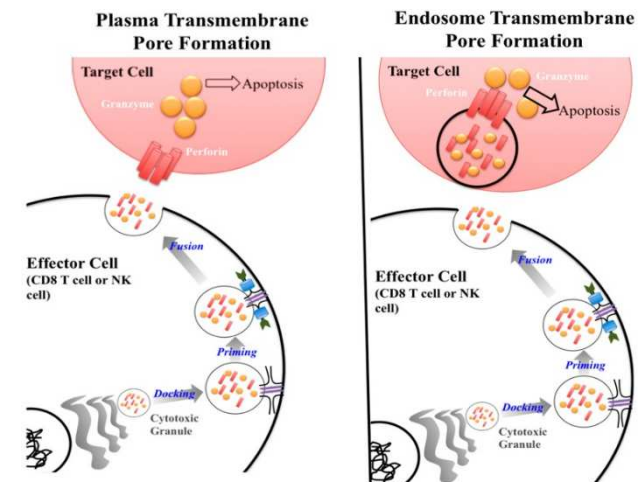 Plasma Transmembrane
Pore Formation
Target Cell
Granzyme
Apoptosis
Perforin
Fusion
Effector Cell
(CD8 T cell or NK
cell)
Priming
Docking
Cytotoxic
Granule
Endosome Transmembrane
Pore Formation
Target Cell
Granzyme
Perforin
Apoptosis
Fusion
Effector Cell
(CD8 T cell or NK
cell)
Priming
Docking
Cytotoxic
Granule